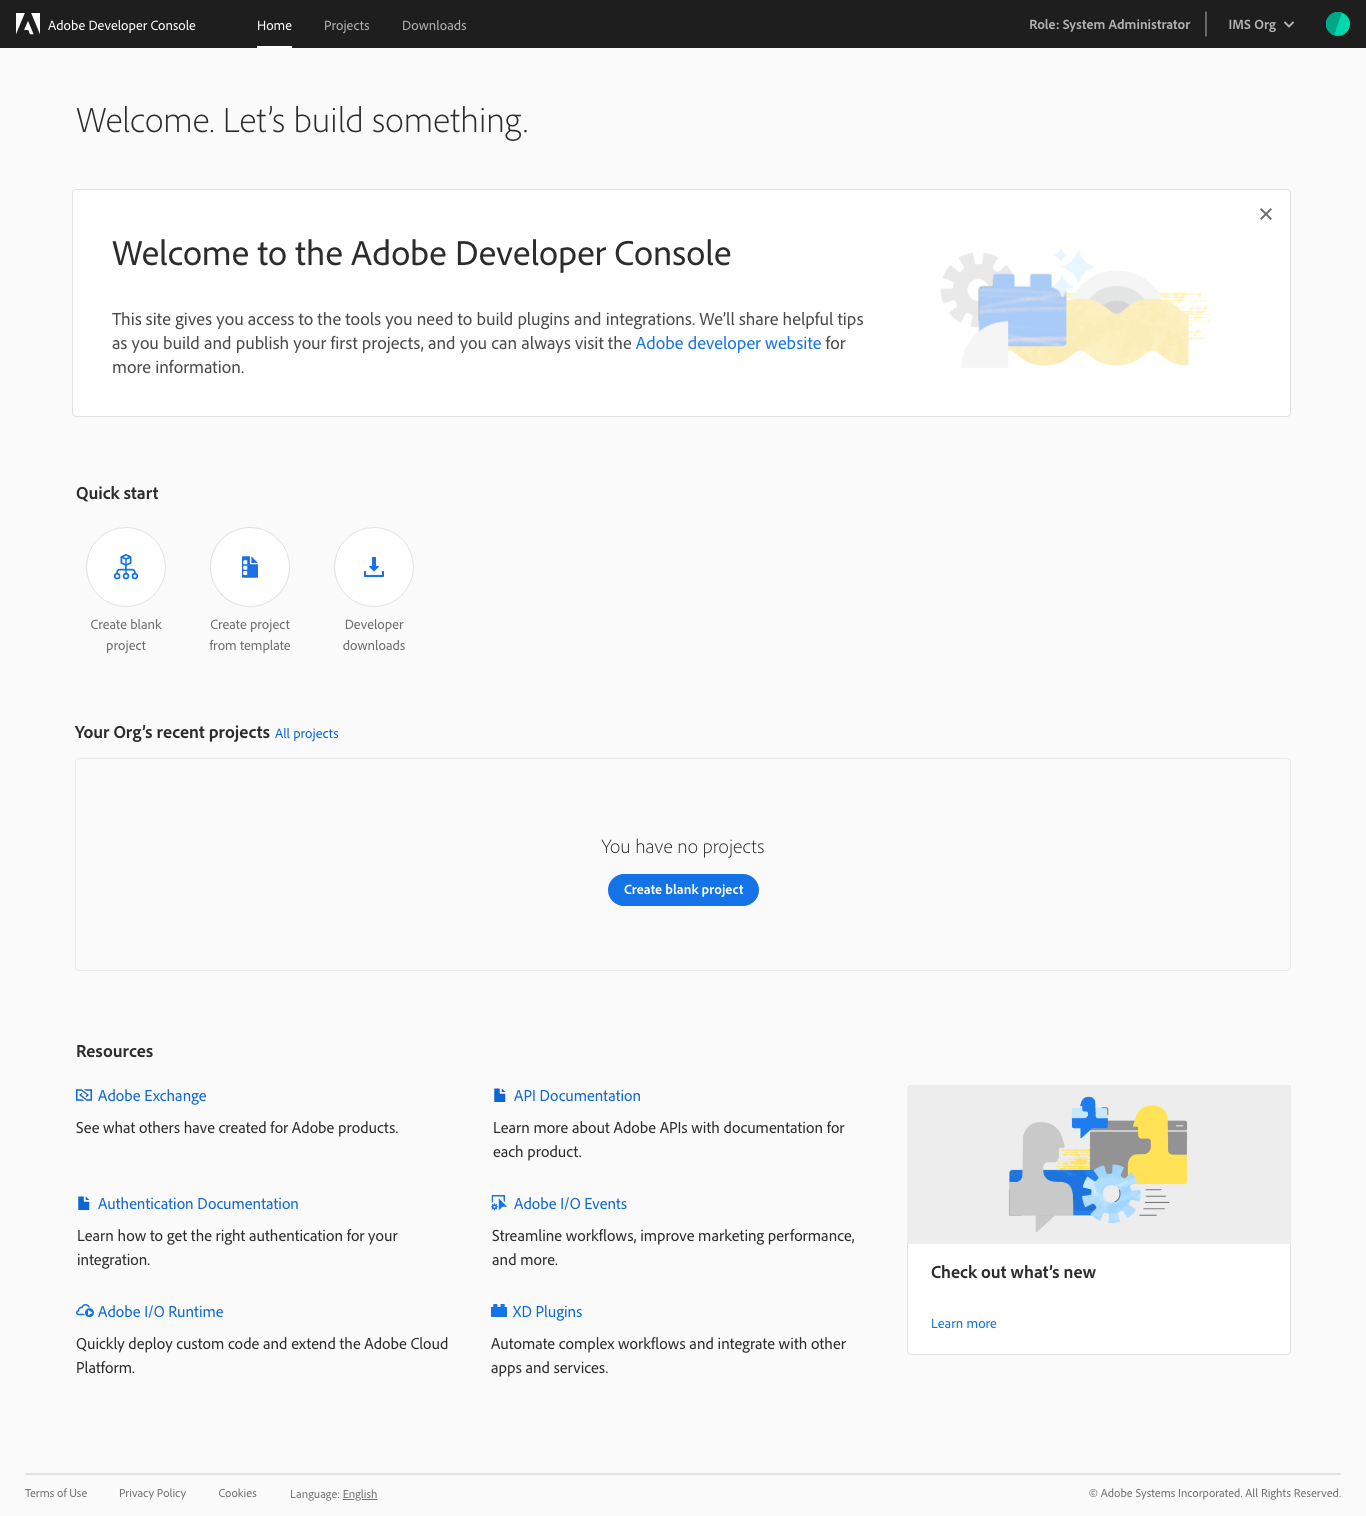 Adobe Developer Console
Home
Projects
Downloads
Role: System Administrator
IMS Org
Welcome. Let’s build something.
Welcome to the Adobe Developer Console
This site gives you access to the tools you need to build plugins and integrations. We’ll share helpful tips
as you build and publish your first projects, and you can always visit the Adobe developer website for
more information.
Quick start
Create blank
project
Create project
from template
Developer
downloads
Your Org’s recent projects All projects
You have no projects
Create blank project
Resources
Adobe Exchange
See what others have created for Adobe products.
API Documentation
Learn more about Adobe APIs with documentation for
each product.
Authentication Documentation
Learn how to get the right authentication for your
integration.
Adobe I/O Events
Streamline workflows, improve marketing performance,
and more.
Adobe I/O Runtime
Quickly deploy custom code and extend the Adobe Cloud
Platform.
XD Plugins
Automate complex workflows and integrate with other
apps and services.
Check out what’s new
Learn more
Terms of Use
Privacy Policy
Cookies
Language: English
© Adobe Systems Incorporated. All Rights Reserved.